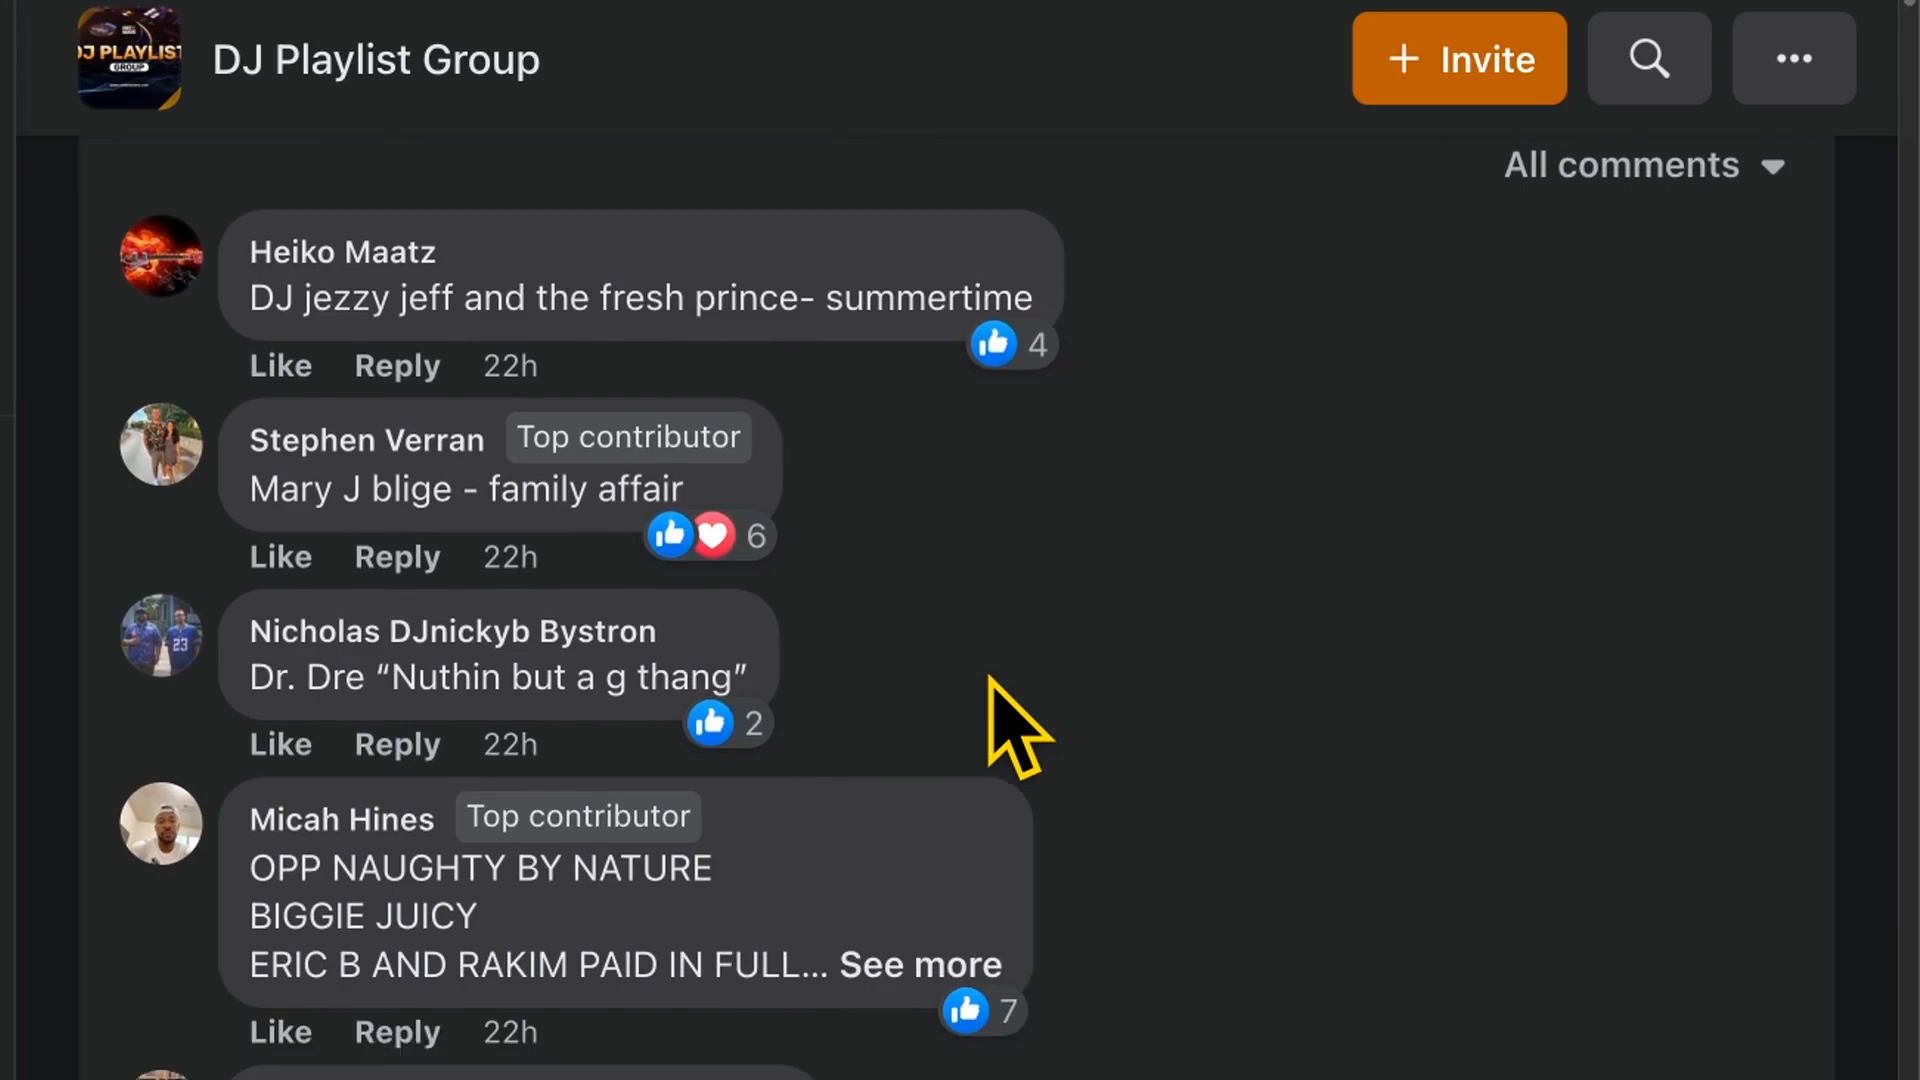 DJ PLAYLIST
GROUP
DJ Playlist Group
+ Invite
All comments
Heiko Maatz
DJ jezzy jeff and the fresh prince- summertime
4
Like Reply 22h
Stephen Verran Top contributor
Mary J blige - family affair
6
Like Reply 22h
23
Nicholas DJnickyb Bystron
Dr. Dre “Nuthin but a g thang”
2
Like Reply 22h
Micah Hines Top contributor
OPP NAUGHTY BY NATURE
BIGGIE JUICY
ERIC B AND RAKIM PAID IN FULL... See more
7
Like Reply 22h